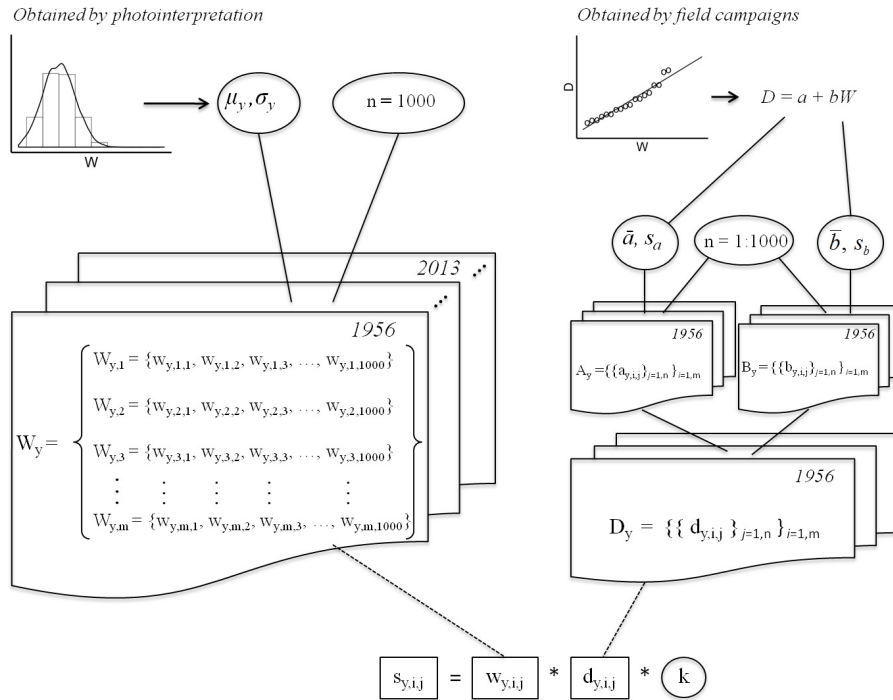 Obtained by photointerpretation
W
μy,σy
n = 1000
2013
1956
Wy =
Wy,1 = {wy,1,1, wy,1,2, wy,1,3, …, wy,1,1000}
Wy,2 = {wy,2,1, wy,2,2, wy,2,3, …, wy,2,1000}
Wy,3 = {wy,3,1, wy,3,2, wy,3,3, …, wy,3,1000}
Wy,m = {wy,m,1, wy,m,2, wy,m,3, …, wy,m,1000}
Obtained by field campaigns
D
W
D = a + bW
ā, sa
n = 1:1000
b̄, sb
1956
Ay ={{ay,i,j}j=1,n }i=1,m
1956
By ={{by,i,j}j=1,n }i=1,m
1956
Dy = {{ dy,i,j }j=1,n}i=1,m
sy,i,j = wy,i,j * dy,i,j * k